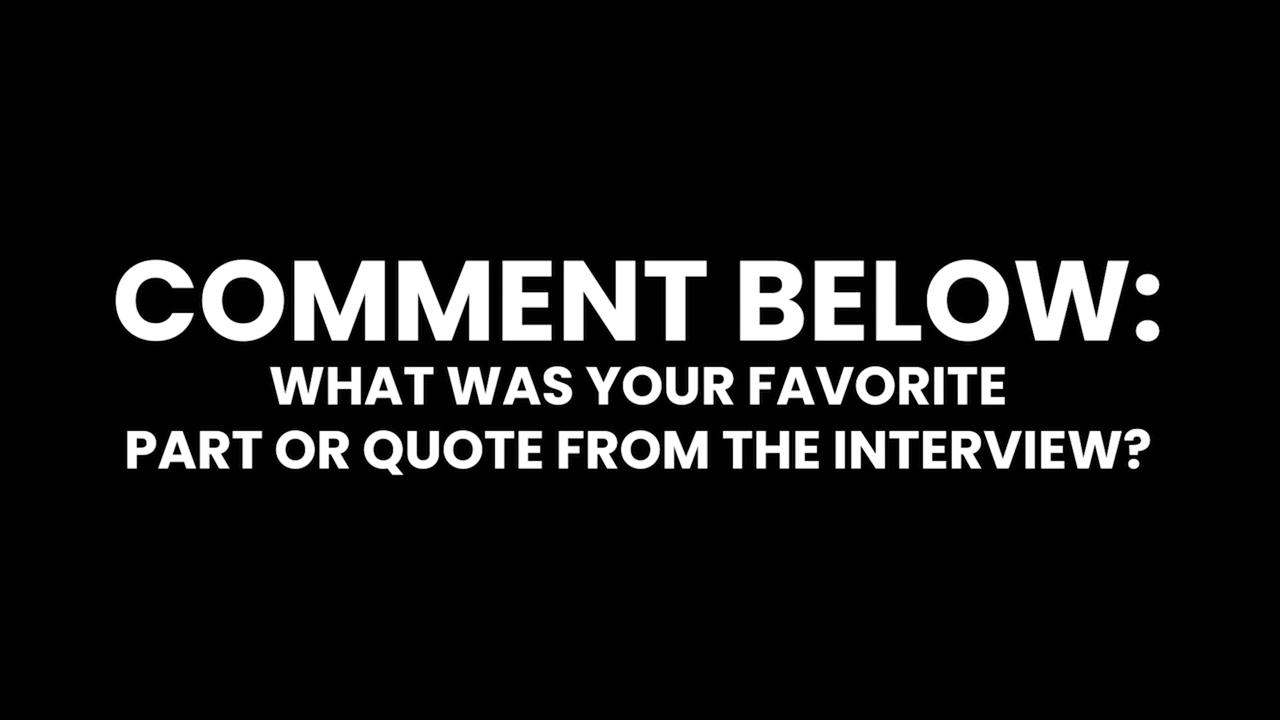 COMMENT BELOW:
WHAT WAS YOUR FAVORITE
PART OR QUOTE FROM THE INTERVIEW?